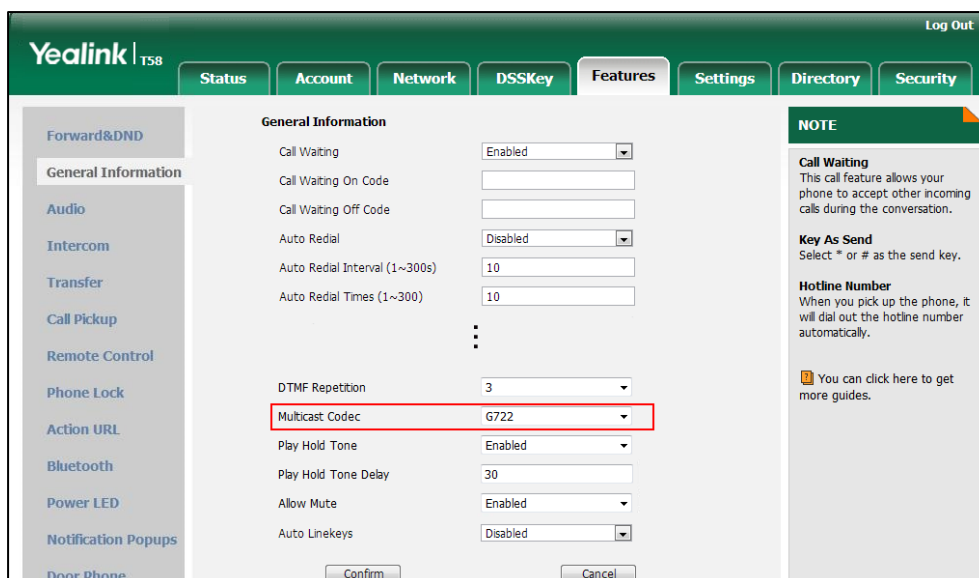 Log Out
Yealink T58
Status Account Network DSSKey Features Settings Directory Security
Forward&DND
General Information
Audio
Intercom
Transfer
Call Pickup
Remote Control
Phone Lock
Action URL
Bluetooth
Power LED
Notification Popups
Door Phone
General Information
Call Waiting Enabled
Call Waiting On Code
Call Waiting Off Code
Auto Redial Disabled
Auto Redial Interval (1~300s) 10
Auto Redial Times (1~300) 10
DTMF Repetition 3
Multicast Codec G722
Play Hold Tone Enabled
Play Hold Tone Delay 30
Allow Mute Enabled
Auto Linekeys Disabled
Confirm Cancel
NOTE
Call Waiting
This call feature allows your
phone to accept other incoming
calls during the conversation.
Key As Send
Select * or # as the send key.
Hotline Number
When you pick up the phone, it
will dial out the hotline number
automatically.
You can click here to get
more guides.